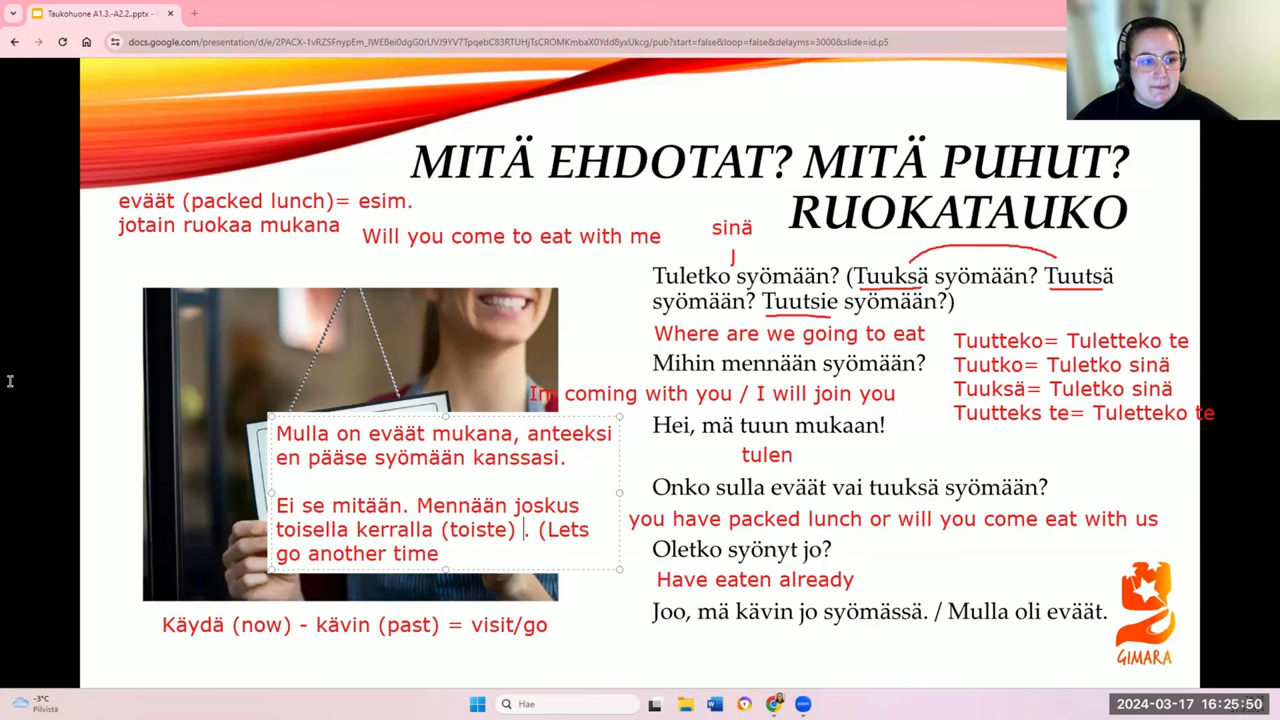 Taukohuone A1.3.-A2.2..pptx -
docs.google.com/presentation/d/e/2PACX-1vRZSFnypEm_IWEBei0dgG0rUVJ9YV7TpqebC83RTUHjTsCROMKmbaX0Ydd8yxUkcg/pub?start=false&loop=false&delayms=3000&slide=id.p5
MITÄ EHDOTAT? MITÄ PUHUT?
RUOKATAUKO
eväät (packed lunch)= esim.
jotain ruokaa mukana
Will you come to eat with me
sinä
Tuletko syömään? (Tuuksä syömään? Tuutsä
syömään? Tuutsie syömään?)
Where are we going to eat
Mihin mennään syömään?
Tuutteko= Tuletteko te
Tuutko= Tuletko sinä
Tuuksä= Tuletko sinä
Tuutteks te= Tuletteko te
Im coming with you / I will join you
Hei, mä tuun mukaan!
tulen
Mulla on eväät mukana, anteeksi
en pääse syömään kanssasi.
Ei se mitään. Mennään joskus
toisella kerralla (toiste) . (Lets
go another time
Onko sulla eväät vai tuuksä syömään?
you have packed lunch or will you come eat with us
Oletko syönyt jo?
Have eaten already
Joo, mä kävin jo syömässä. / Mulla oli eväät.
Käydä (now) - kävin (past) = visit/go
GIMARA
-3°C
Pilvistä
Hae
2024-03-17 16:25:50